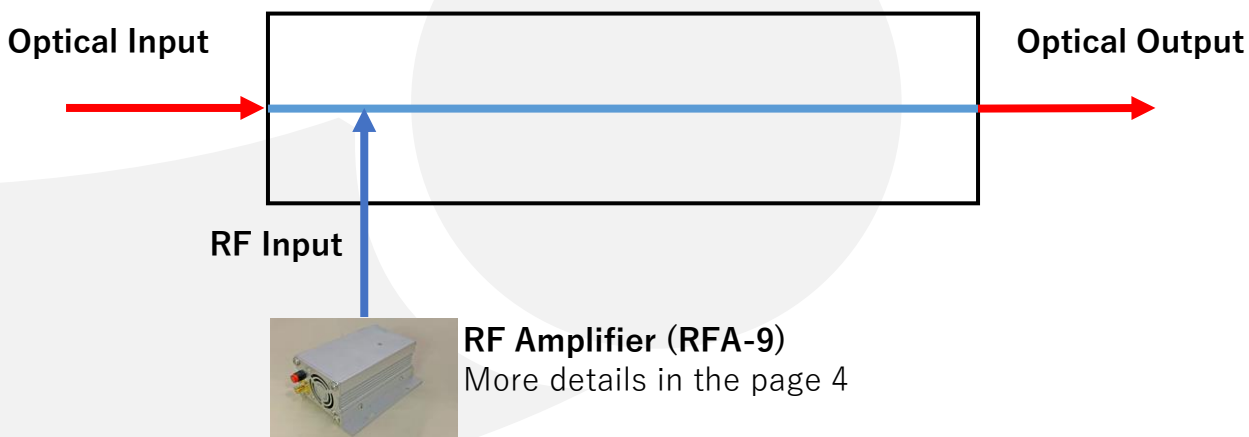 Optical Input
Optical Output
RF Input
RF Amplifier (RFA-9)
More details in the page 4